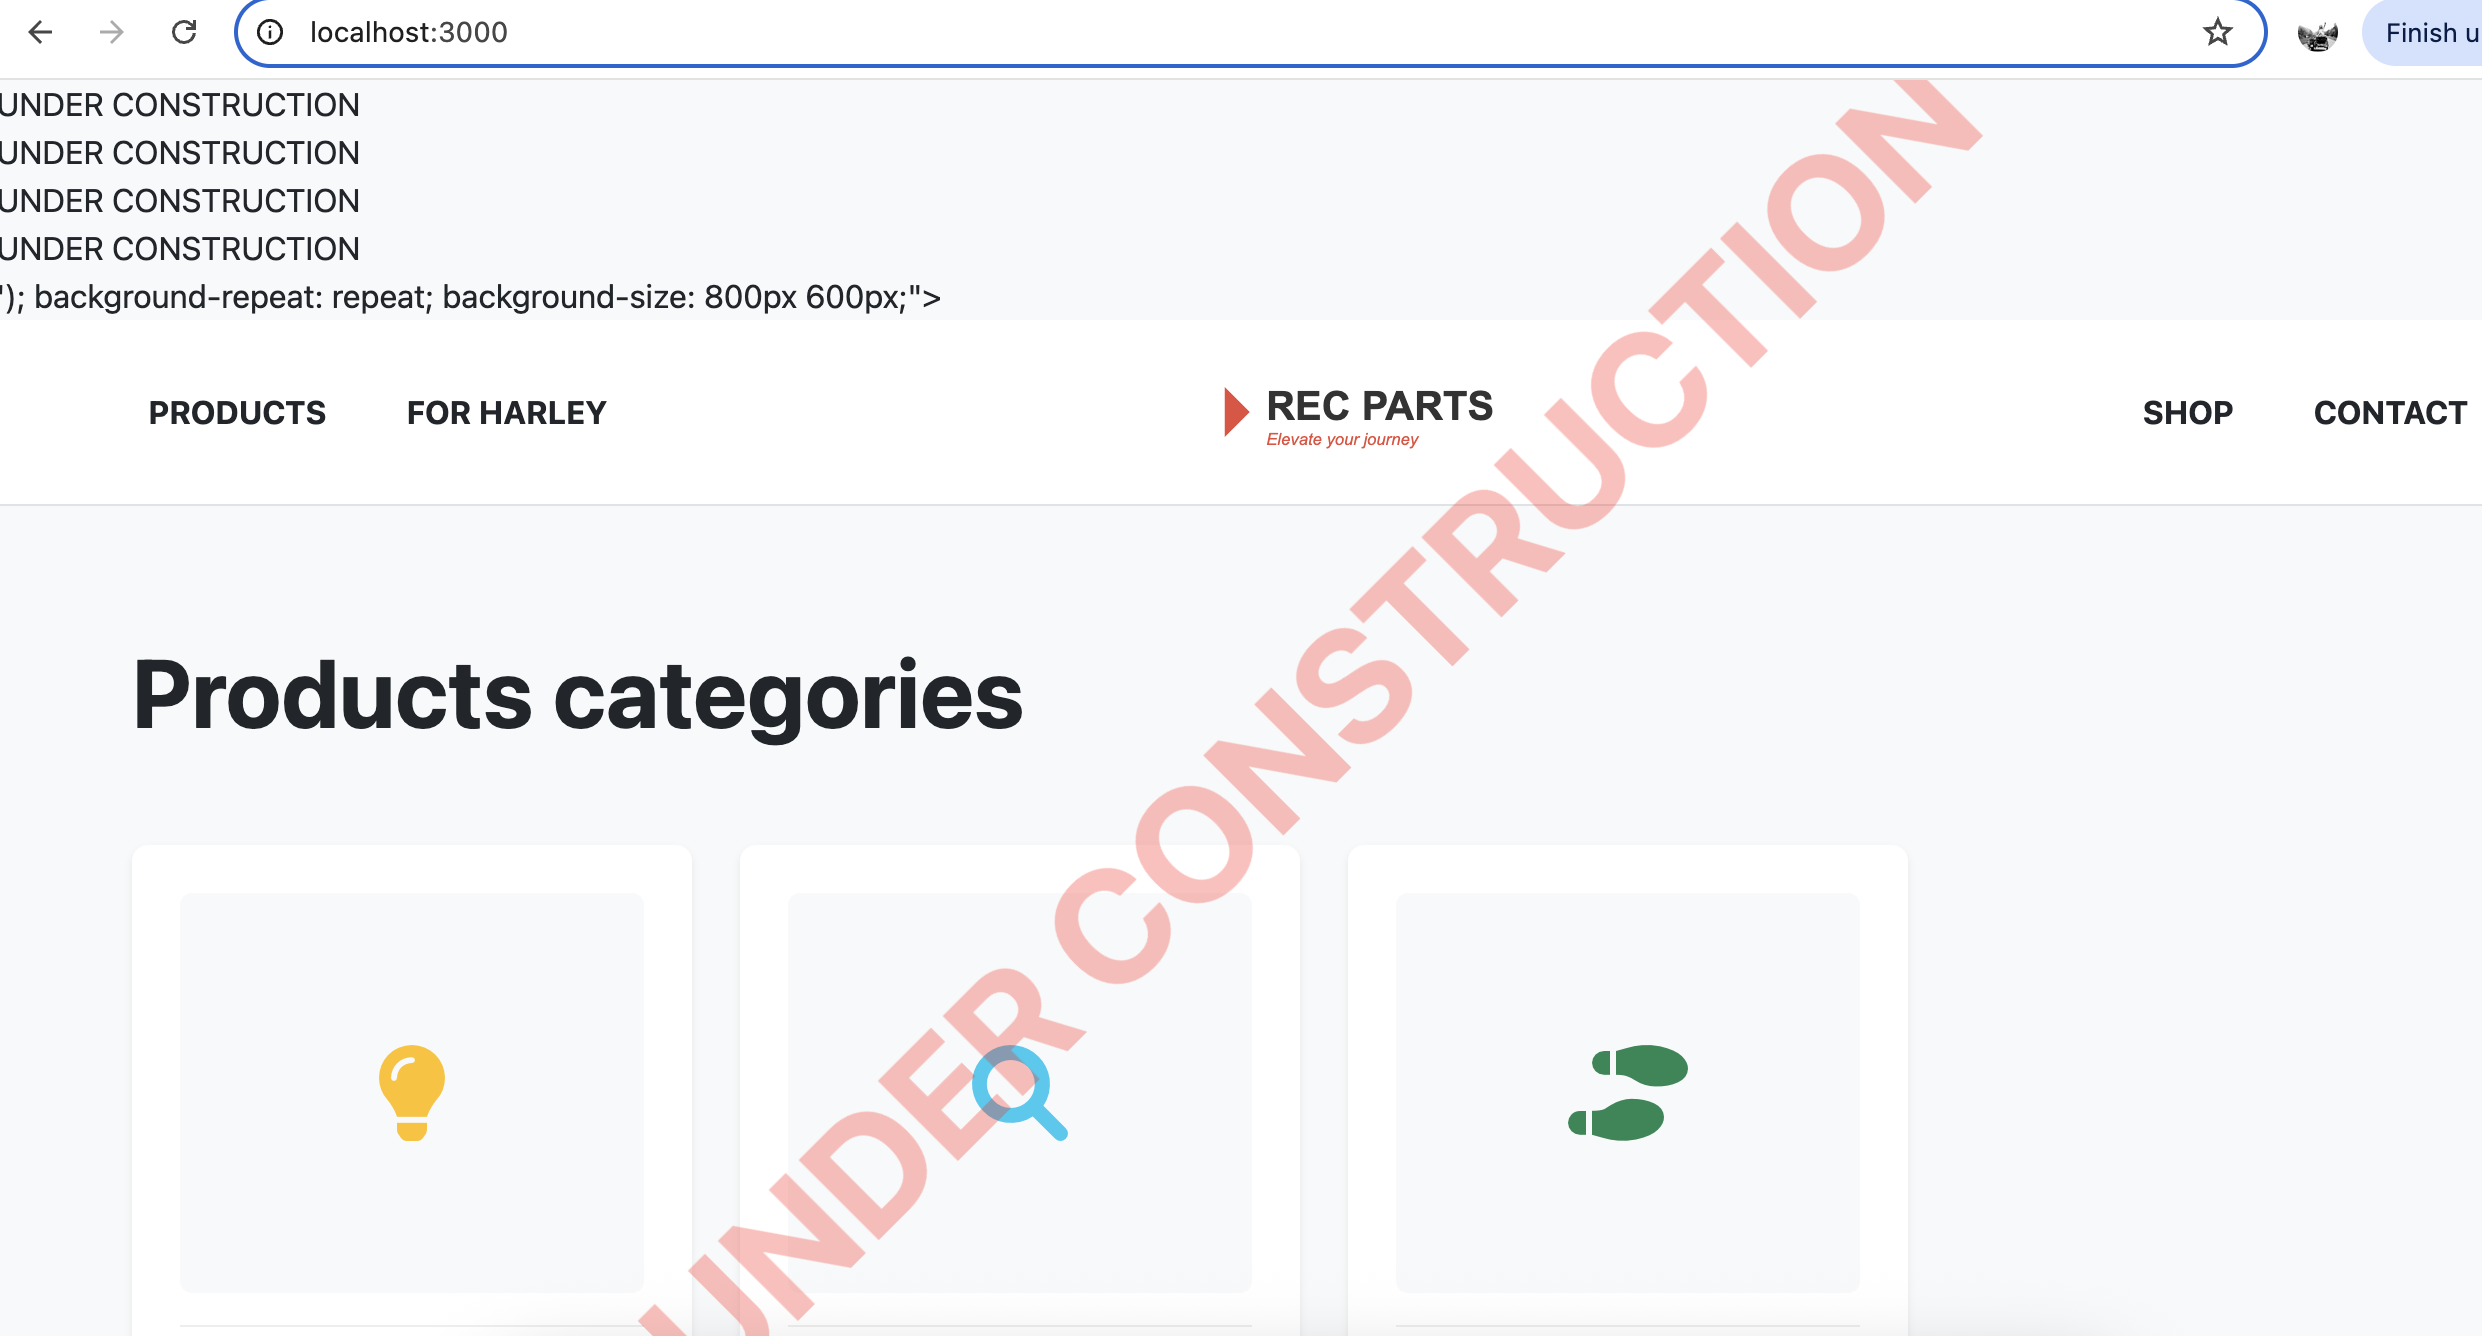 localhost:3000
Finish u
UNDER CONSTRUCTION
UNDER CONSTRUCTION
UNDER CONSTRUCTION
UNDER CONSTRUCTION
'); background-repeat: repeat; background-size: 800px 600px;">
PRODUCTS
FOR HARLEY
REC PARTS
Elevate your journey
SHOP
CONTACT
UNDER CONSTRUCTION
Products categories